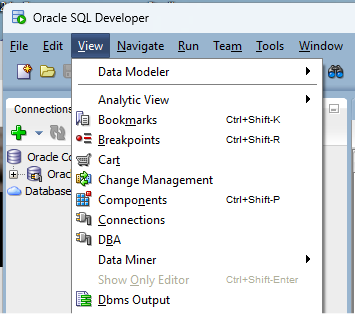 Oracle SQL Developer
File Edit View Navigate Run Team Tools Window
Data Modeler
Connections
Analytic View
Bookmarks Ctrl+Shift-K
Breakpoints Ctrl+Shift-R
Cart
Oracle Co
Change Management
Orac
Components Ctrl+Shift-P
Database
Connections
DBA
Data Miner
Show Only Editor Ctrl+Shift-Enter
Dbms Output